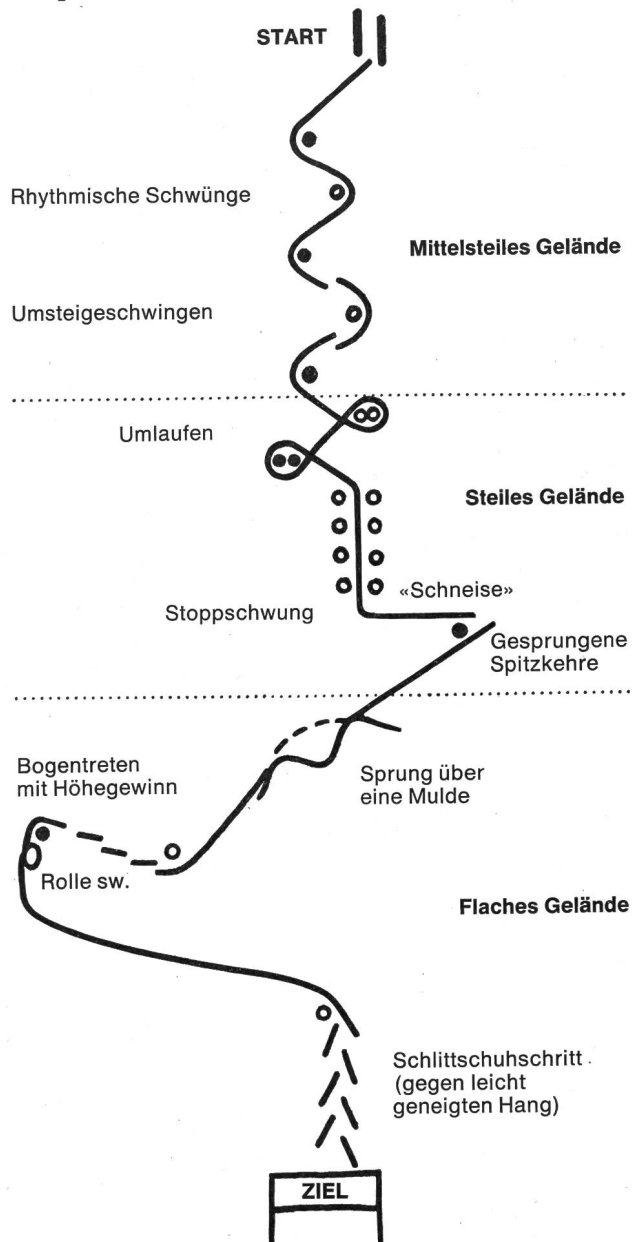 START
Rhythmische Schwünge
Mittelsteiles Gelände
Umsteigeschwingen
Umlaufen
Steiles Gelände
«Schneise»
Stoppschwung
Gesprungene
Spitzkehre
Bogentreten
mit Höhegewinn
Sprung über
eine Mulde
Rolle sw.
Flaches Gelände
Schlittschuhschritt
(gegen leicht
geneigten Hang)
ZIEL